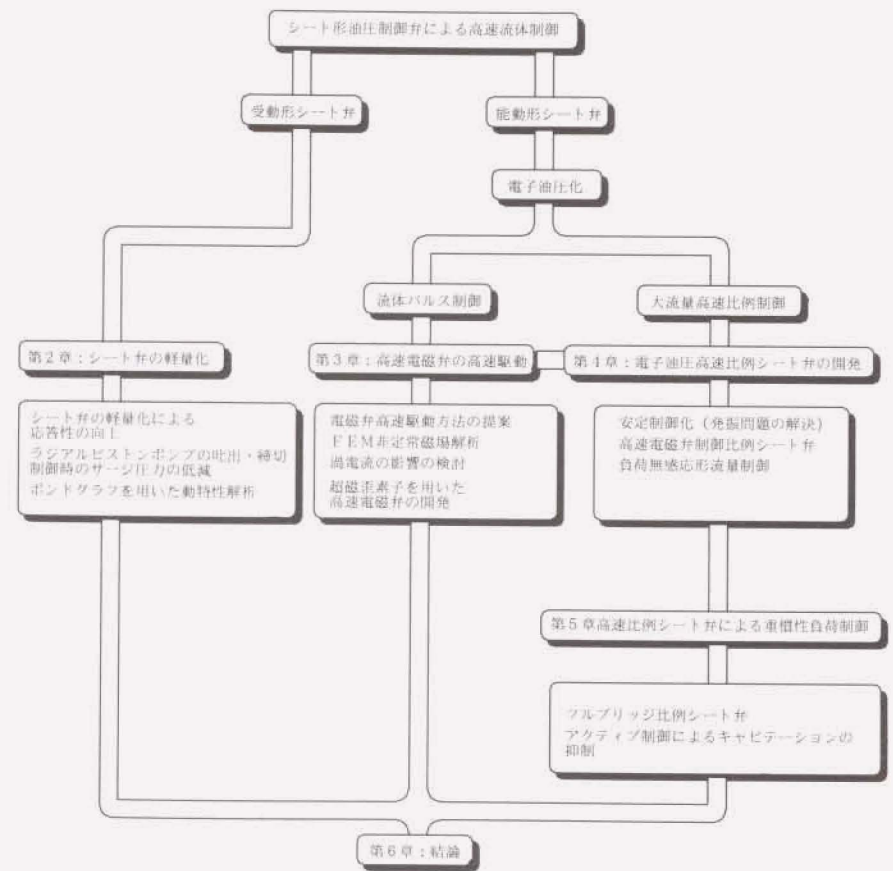 シート形油圧制御弁による高速流体制御
受動形シート弁
能動形シート弁
電子油圧化
流体パルス制御
大流量高速比例制御
第2章：シート弁の軽量化
第3章：高速電磁弁の高速駆動
第4章：電子油圧高速比例シート弁の開発
シート弁の軽量化による
応答性の向上
ラジアルピストンポンプの吐出・締切
制御時のサージ圧力の低減
ボンドグラフを用いた動特性解析
電磁弁高速駆動方法の提案
FEM非定常磁場解析
渦電流の影響の検討
超磁歪素子を用いた
高速電磁弁の開発
安定制御化（発振問題の解決）
高速電磁弁制御比例シート弁
負荷無感応形流量制御
第5章高速比例シート弁による重慣性負荷制御
フルブリッジ比例シート弁
アクティブ制御によるキャビテーションの
抑制
第6章：結論